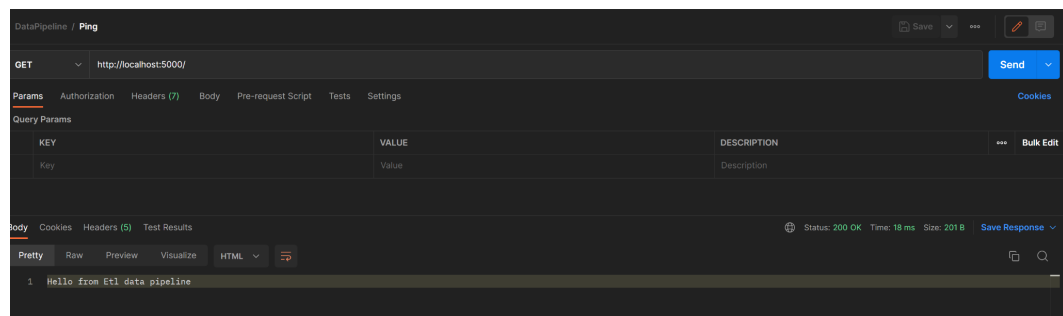 DataPipeline / Ping
Save
GET http://localhost:5000/ Send
Params Authorization Headers (7) Body Pre-request Script Tests Settings Cookies
Query Params
KEY VALUE DESCRIPTION Bulk Edit
Key Value Description
Body Cookies Headers (5) Test Results Status: 200 OK Time: 18 ms Size: 201 B Save Response
Pretty Raw Preview Visualize HTML
1 Hello from Etl data pipeline